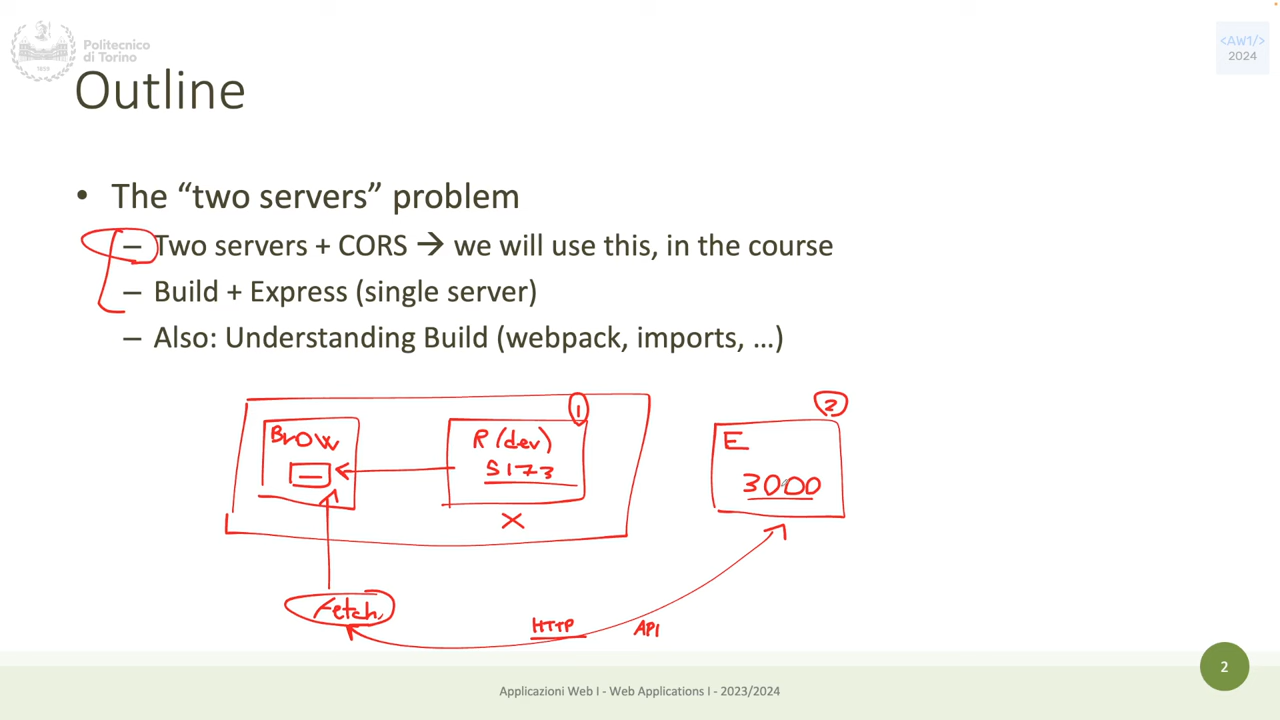 Politecnico
di Torino
1859
<AW1/>
2024
Outline
• The “two servers” problem
– Two servers + CORS → we will use this, in the course
– Build + Express (single server)
– Also: Understanding Build (webpack, imports, …)
1
2
Brow
R (dev)
5173
E
3000
X
Fetch
HTTP
API
2
Applicazioni Web I - Web Applications I - 2023/2024